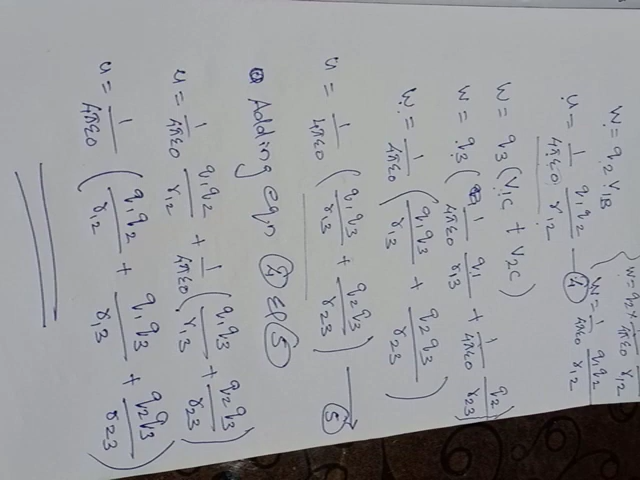 W = q₂V₁B
{ W = q₂ × 1/4πε₀ r₁₂
W = 1/4πε₀ q₁q₂/r₁₂
u = 1/4πε₀ q₁q₂/r₁₂ — (4)
W = q₃(V₁C + V₂C)
W = q₃(1/4πε₀ q₁/r₁₃ + 1/4πε₀ q₂/r₂₃)
W = 1/4πε₀ (q₁q₃/r₁₃ + q₂q₃/r₂₃)
u = 1/4πε₀ (q₁q₃/r₁₃ + q₂q₃/r₂₃) → (5)
Adding eqn (4) & (5)
u = 1/4πε₀ q₁q₂/r₁₂ + 1/4πε₀ (q₁q₃/r₁₃ + q₂q₃/r₂₃)
u = 1/4πε₀ (q₁q₂/r₁₂ + q₁q₃/r₁₃ + q₂q₃/r₂₃)